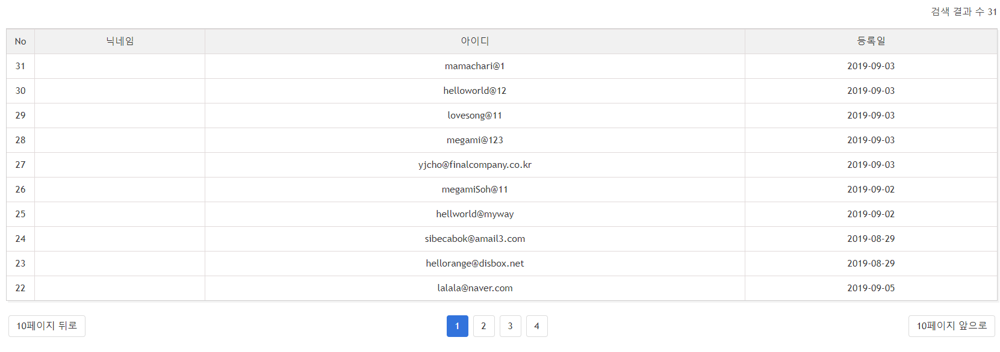 검색 결과 수 31
No 닉네임 아이디 등록일
31 mamachari@1 2019-09-03
30 helloworld@12 2019-09-03
29 lovesong@11 2019-09-03
28 megami@123 2019-09-03
27 yjcho@finalcompany.co.kr 2019-09-03
26 megamiSoh@11 2019-09-02
25 hellworld@myway 2019-09-02
24 sibecabok@amail3.com 2019-08-29
23 hellorange@disbox.net 2019-08-29
22 lalala@naver.com 2019-09-05
10페이지 뒤로 1 2 3 4 10페이지 앞으로